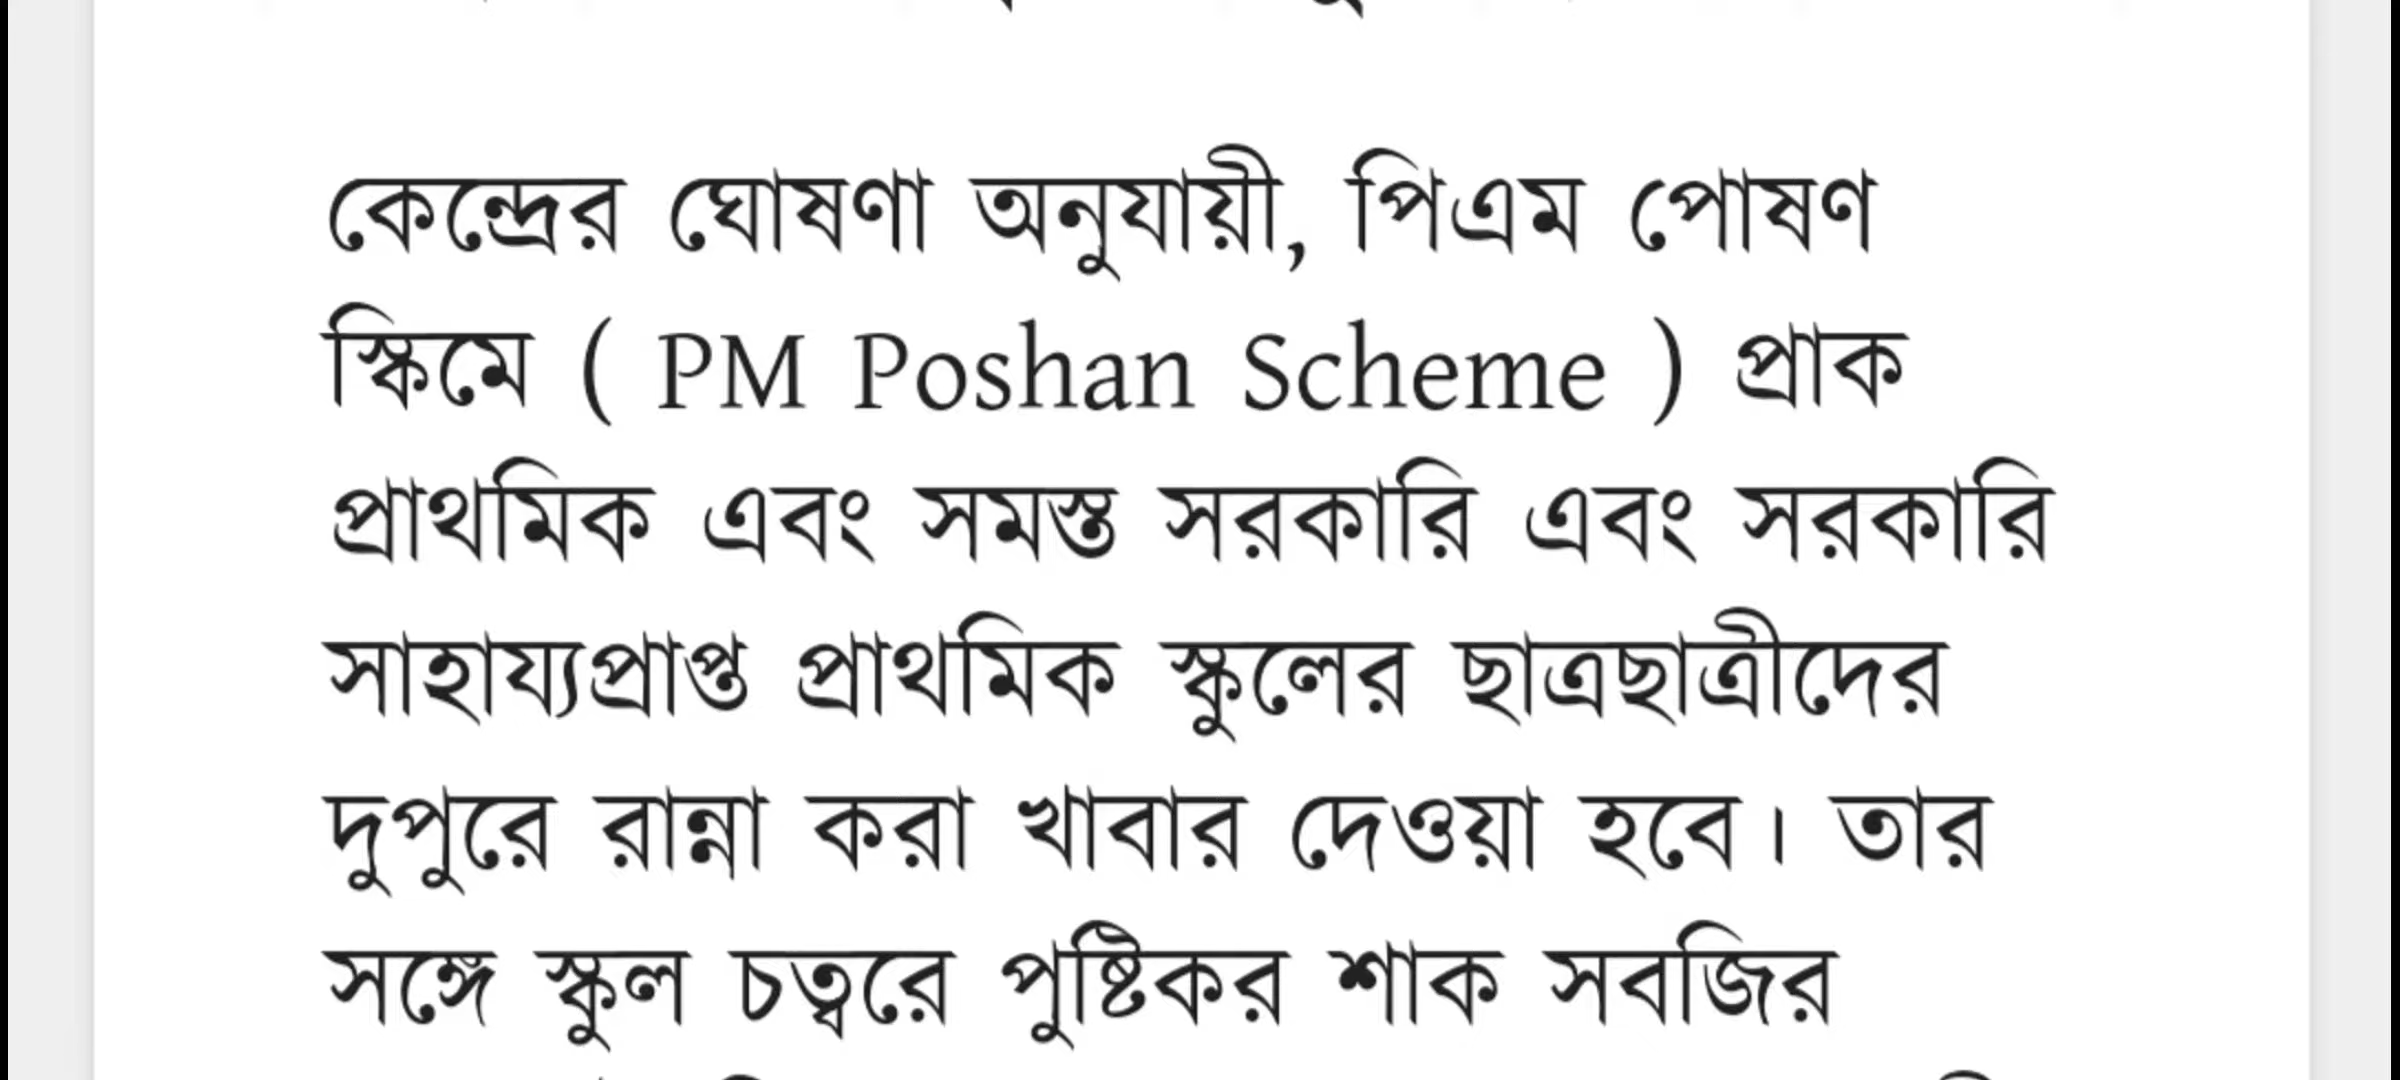 কেন্দ্রের ঘোষণা অনুযায়ী, পিএম পোষণ
স্কিমে ( PM Poshan Scheme ) প্রাক
প্রাথমিক এবং সমস্ত সরকারি এবং সরকারি
সাহায্যপ্রাপ্ত প্রাথমিক স্কুলের ছাত্রছাত্রীদের
দুপুরে রান্না করা খাবার দেওয়া হবে। তার
সঙ্গে স্কুল চত্বরে পুষ্টিকর শাক সবজির